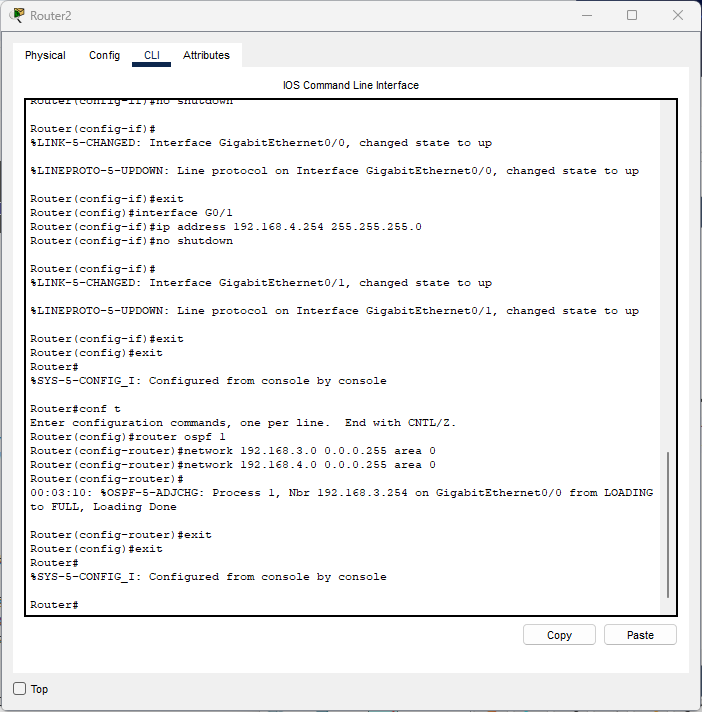 Router2
Physical Config CLI Attributes
IOS Command Line Interface
Router(config-if)#no shutdown
Router(config-if)#
%LINK-5-CHANGED: Interface GigabitEthernet0/0, changed state to up
%LINEPROTO-5-UPDOWN: Line protocol on Interface GigabitEthernet0/0, changed state to up
Router(config-if)#exit
Router(config)#interface G0/1
Router(config-if)#ip address 192.168.4.254 255.255.255.0
Router(config-if)#no shutdown
Router(config-if)#
%LINK-5-CHANGED: Interface GigabitEthernet0/1, changed state to up
%LINEPROTO-5-UPDOWN: Line protocol on Interface GigabitEthernet0/1, changed state to up
Router(config-if)#exit
Router(config)#exit
Router#
%SYS-5-CONFIG_I: Configured from console by console
Router#conf t
Enter configuration commands, one per line.  End with CNTL/Z.
Router(config)#router ospf 1
Router(config-router)#network 192.168.3.0 0.0.0.255 area 0
Router(config-router)#network 192.168.4.0 0.0.0.255 area 0
Router(config-router)#
00:03:10: %OSPF-5-ADJCHG: Process 1, Nbr 192.168.3.254 on GigabitEthernet0/0 from LOADING
to FULL, Loading Done
Router(config-router)#exit
Router(config)#exit
Router#
%SYS-5-CONFIG_I: Configured from console by console
Router#
Copy Paste
Top